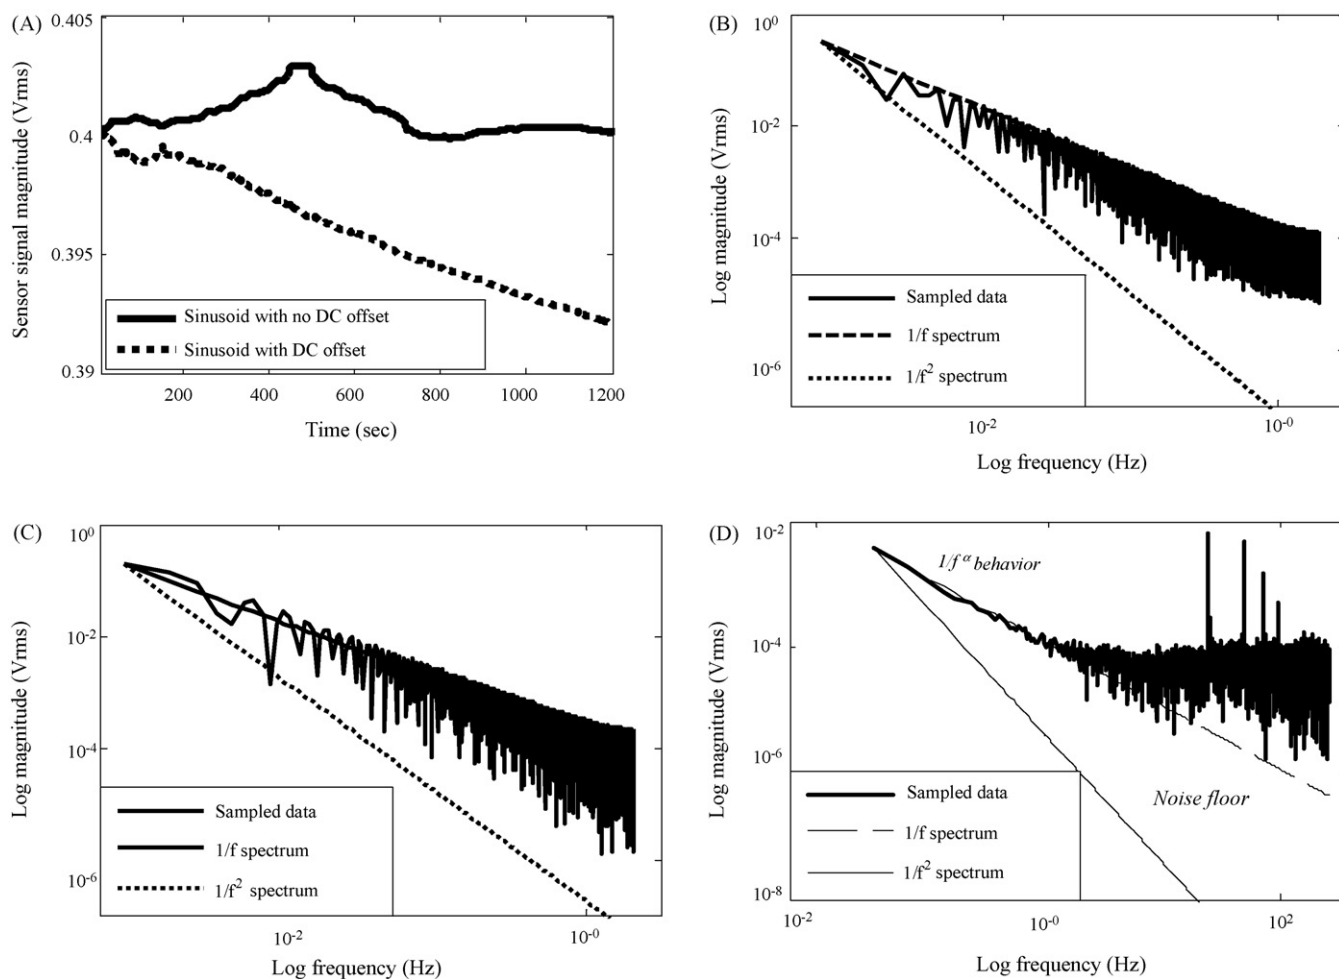 (A)
0.405
0.4
0.395
0.39
Sensor signal magnitude (Vrms)
Sinusoid with no DC offset
Sinusoid with DC offset
200 400 600 800 1000 1200
Time (sec)
(B)
10^0
10^-2
10^-4
10^-6
Log magnitude (Vrms)
Sampled data
1/f spectrum
1/f^2 spectrum
10^-2 10^-0
Log frequency (Hz)
(C)
10^0
10^-2
10^-4
10^-6
Log magnitude (Vrms)
Sampled data
1/f spectrum
1/f^2 spectrum
10^-2 10^-0
Log frequency (Hz)
(D)
10^-2
10^-4
10^-6
10^-8
Log magnitude (Vrms)
1/f^α behavior
Noise floor
Sampled data
1/f spectrum
1/f^2 spectrum
10^-2 10^-0 10^2
Log frequency (Hz)